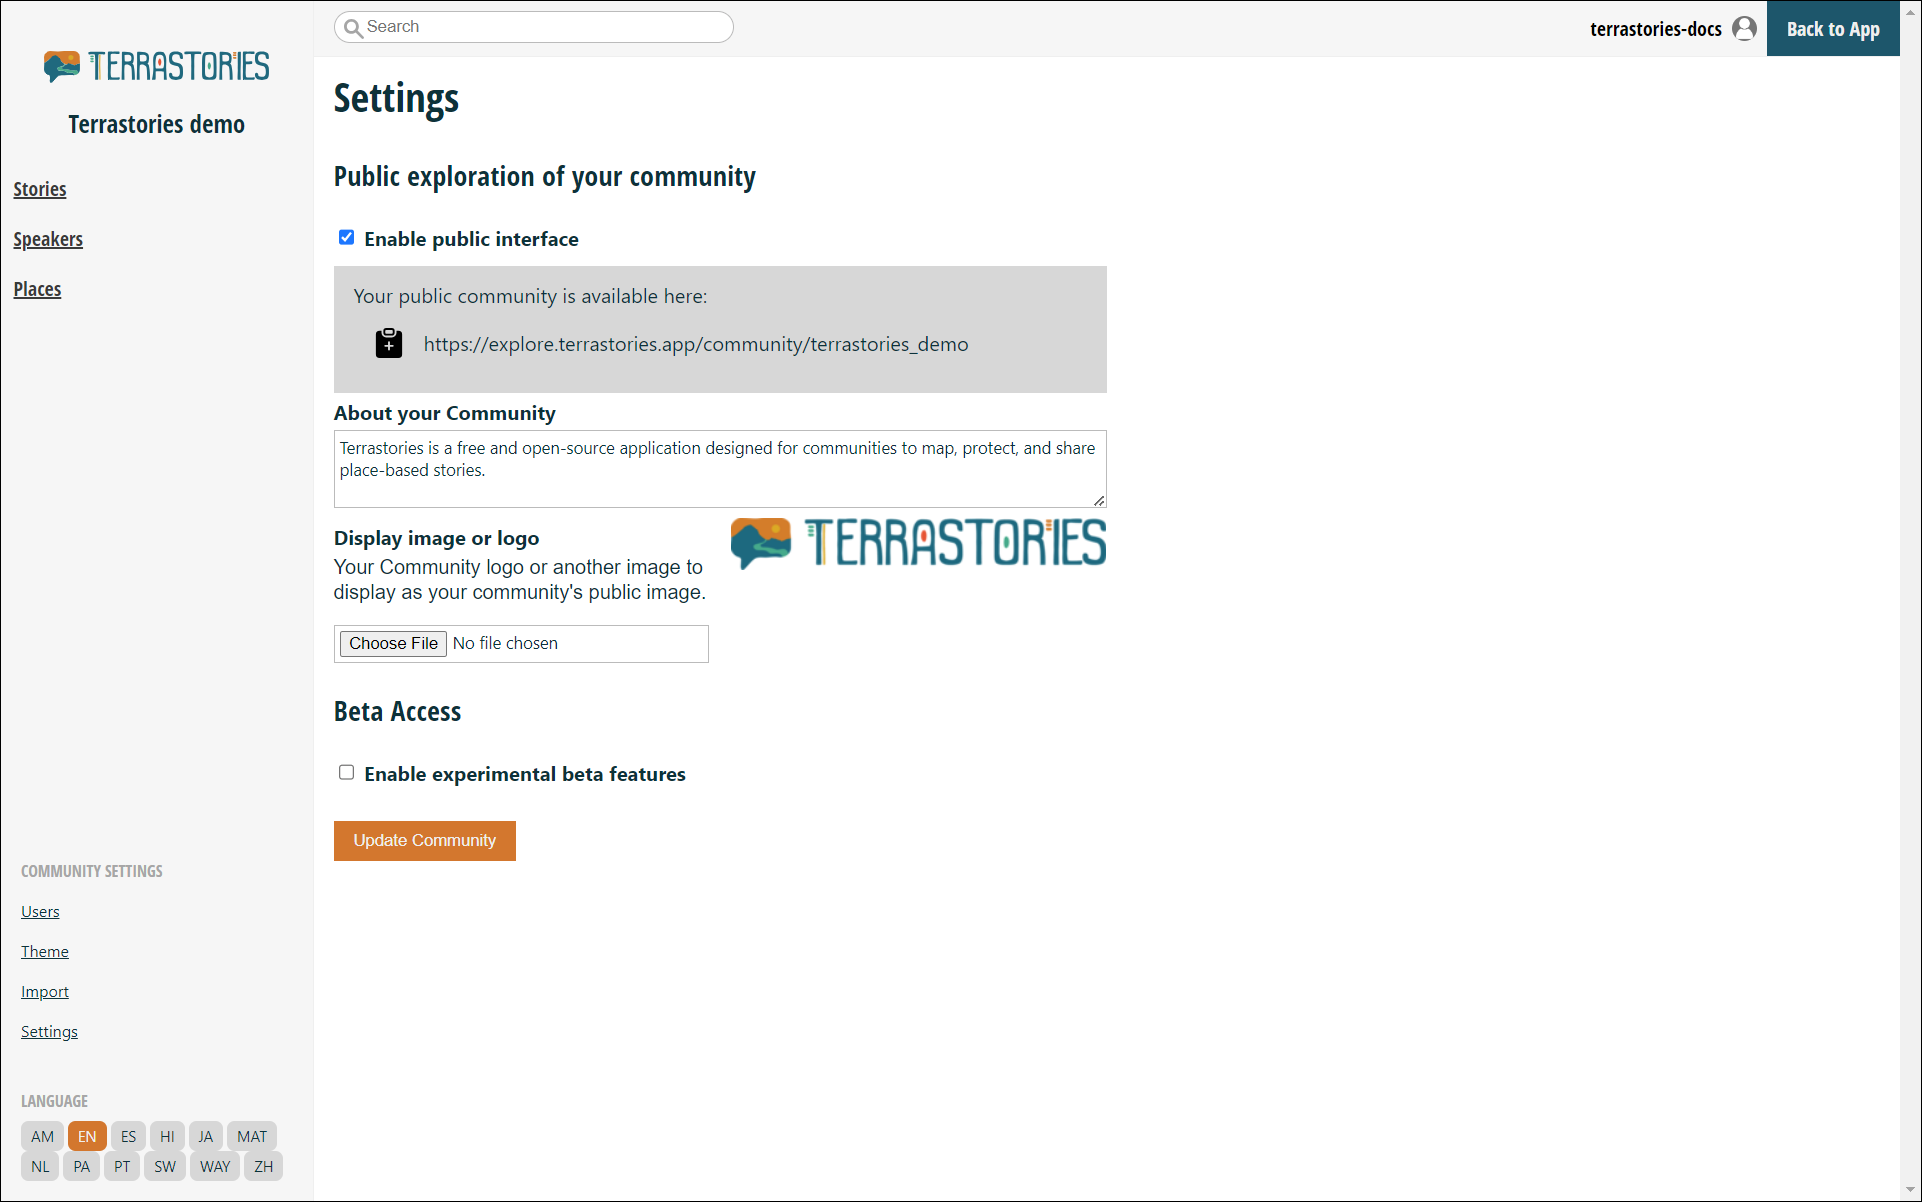 TERRASTORIES
Terrastories demo
Stories
Speakers
Places
COMMUNITY SETTINGS
Users
Theme
Import
Settings
LANGUAGE
AM EN ES HI JA MAT
NL PA PT SW WAY ZH
Search
terrastories-docs
Back to App
Settings
Public exploration of your community
Enable public interface
Your public community is available here:
https://explore.terrastories.app/community/terrastories_demo
About your Community
Terrastories is a free and open-source application designed for communities to map, protect, and share
place-based stories.
Display image or logo
Your Community logo or another image to
display as your community's public image.
TERRASTORIES
Choose File No file chosen
Beta Access
Enable experimental beta features
Update Community